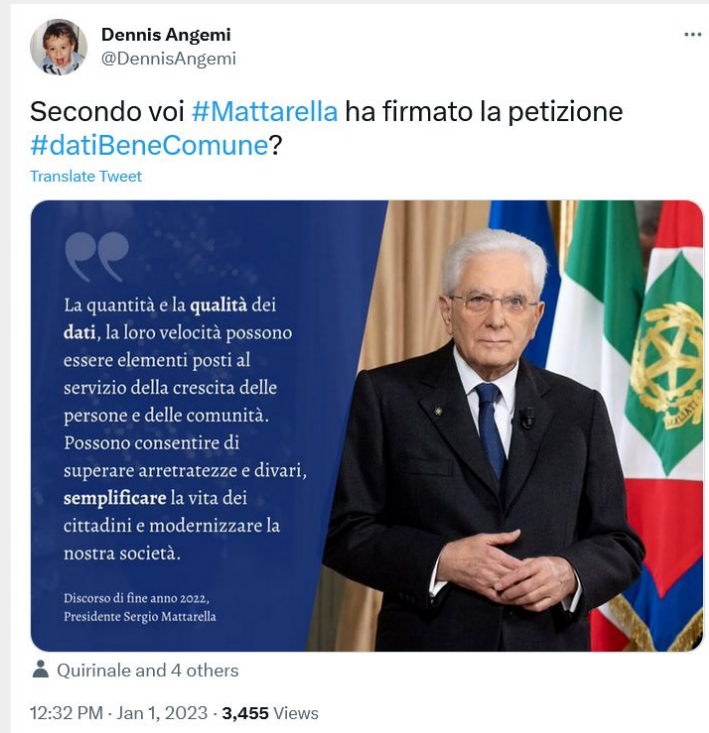 Dennis Angemi
@DennisAngemi
Secondo voi #Mattarella ha firmato la petizione
#datiBeneComune?
Translate Tweet
La quantità e la qualità dei
dati, la loro velocità possono
essere elementi posti al
servizio della crescita delle
persone e delle comunità.
Possono consentire di
superare arretratezze e divari,
semplificare la vita dei
cittadini e modernizzare la
nostra società.
Discorso di fine anno 2022,
Presidente Sergio Mattarella
Quirinale and 4 others
12:32 PM · Jan 1, 2023 · 3,455 Views